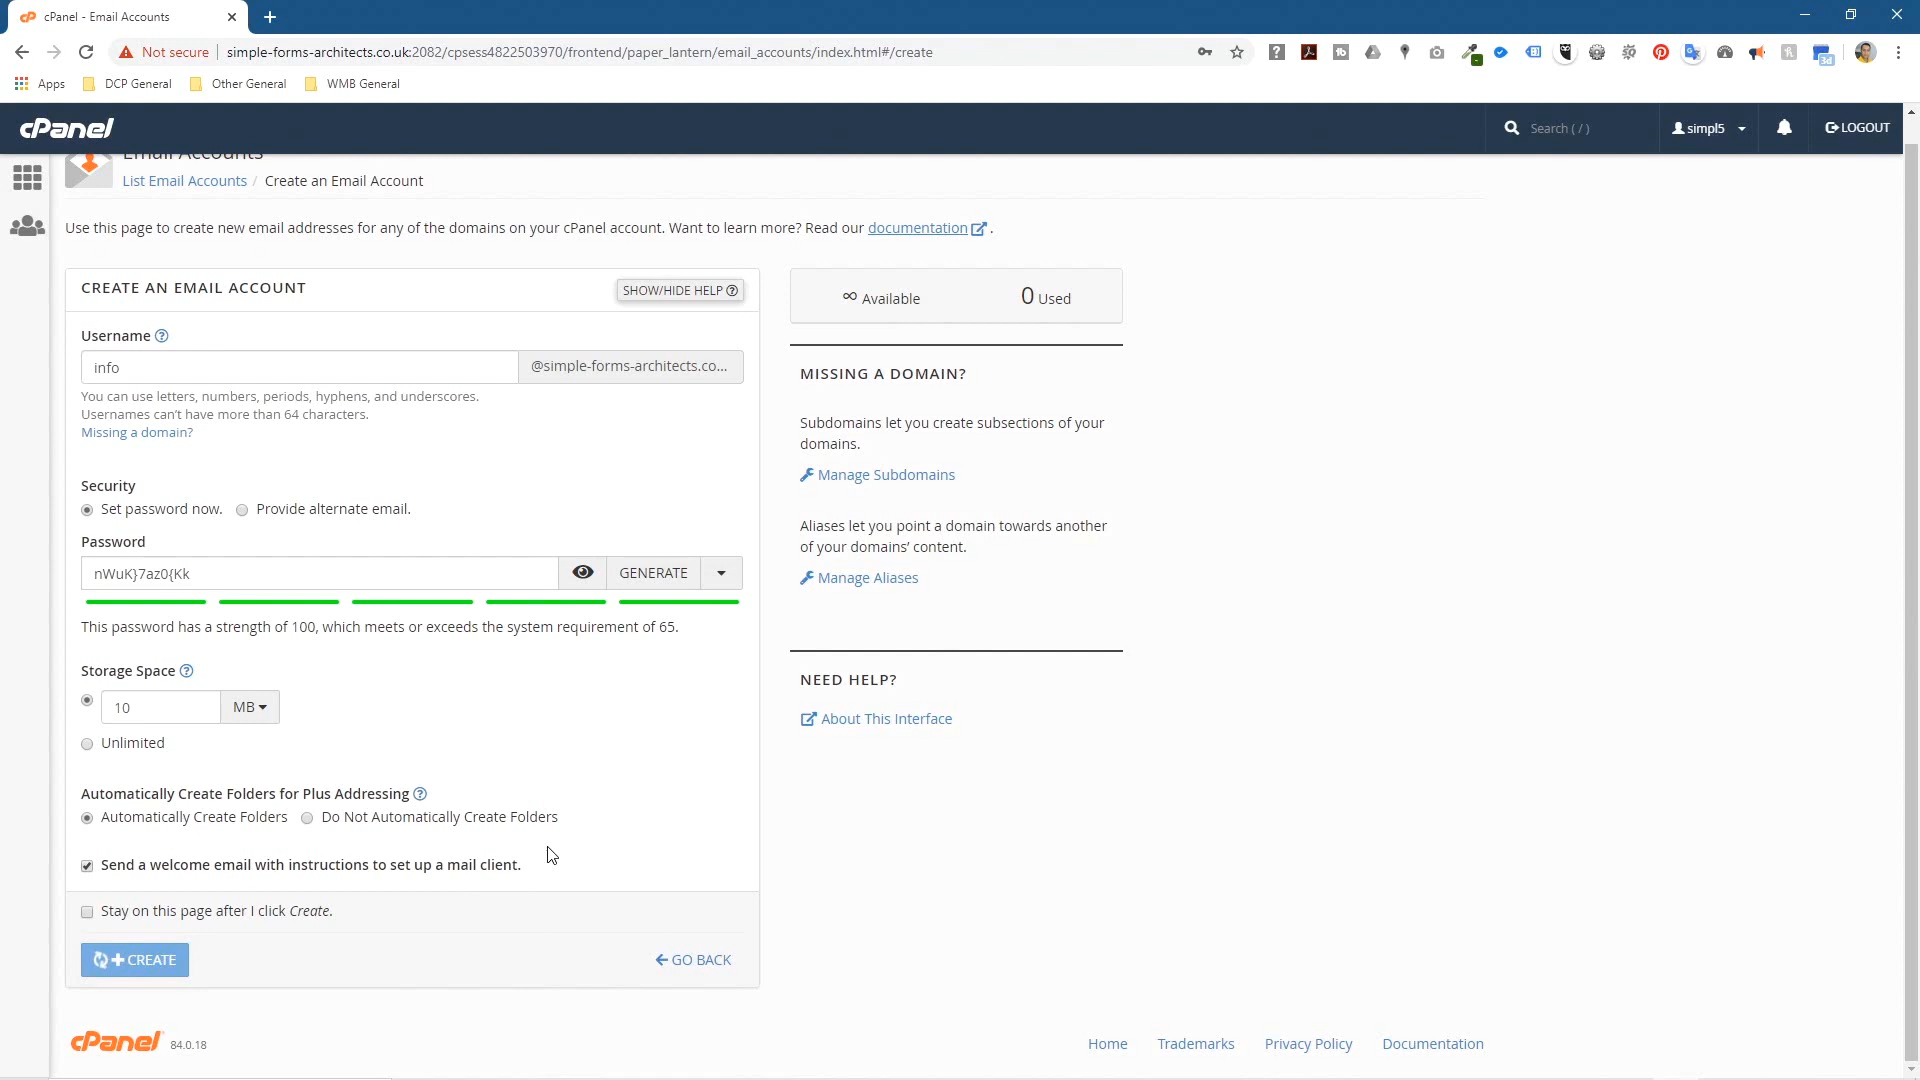 cPanel - Email Accounts
Not secure
simple-forms-architects.co.uk:2082/cpsess4822503970/frontend/paper_lantern/email_accounts/index.html#/create
Apps
DCP General
Other General
WMB General
cPanel
Search ( / )
simpl5
LOGOUT
Email Accounts
List Email Accounts / Create an Email Account
Use this page to create new email addresses for any of the domains on your cPanel account. Want to learn more? Read our documentation .
CREATE AN EMAIL ACCOUNT
SHOW/HIDE HELP
Username
info
@simple-forms-architects.co...
You can use letters, numbers, periods, hyphens, and underscores.
Usernames can't have more than 64 characters.
Missing a domain?
Security
Set password now.
Provide alternate email.
Password
nWuK}7az0{Kk
GENERATE
This password has a strength of 100, which meets or exceeds the system requirement of 65.
Storage Space
10
MB
Unlimited
Automatically Create Folders for Plus Addressing
Automatically Create Folders
Do Not Automatically Create Folders
Send a welcome email with instructions to set up a mail client.
Stay on this page after I click Create.
+ CREATE
GO BACK
∞ Available
0 Used
MISSING A DOMAIN?
Subdomains let you create subsections of your
domains.
Manage Subdomains
Aliases let you point a domain towards another
of your domains' content.
Manage Aliases
NEED HELP?
About This Interface
cPanel 84.0.18
Home
Trademarks
Privacy Policy
Documentation